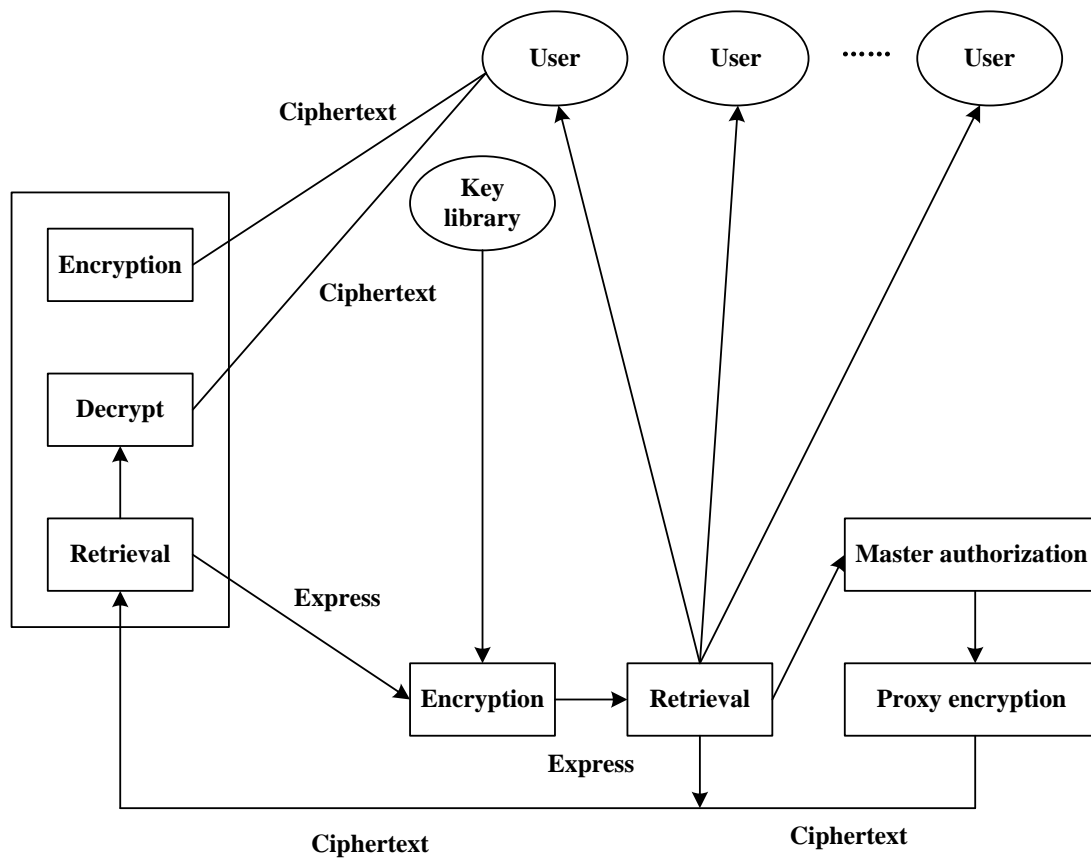 User
User
······
User
Ciphertext
Key
library
Encryption
Ciphertext
Decrypt
Retrieval
Master authorization
Express
Encryption
Retrieval
Proxy encryption
Express
Ciphertext
Ciphertext